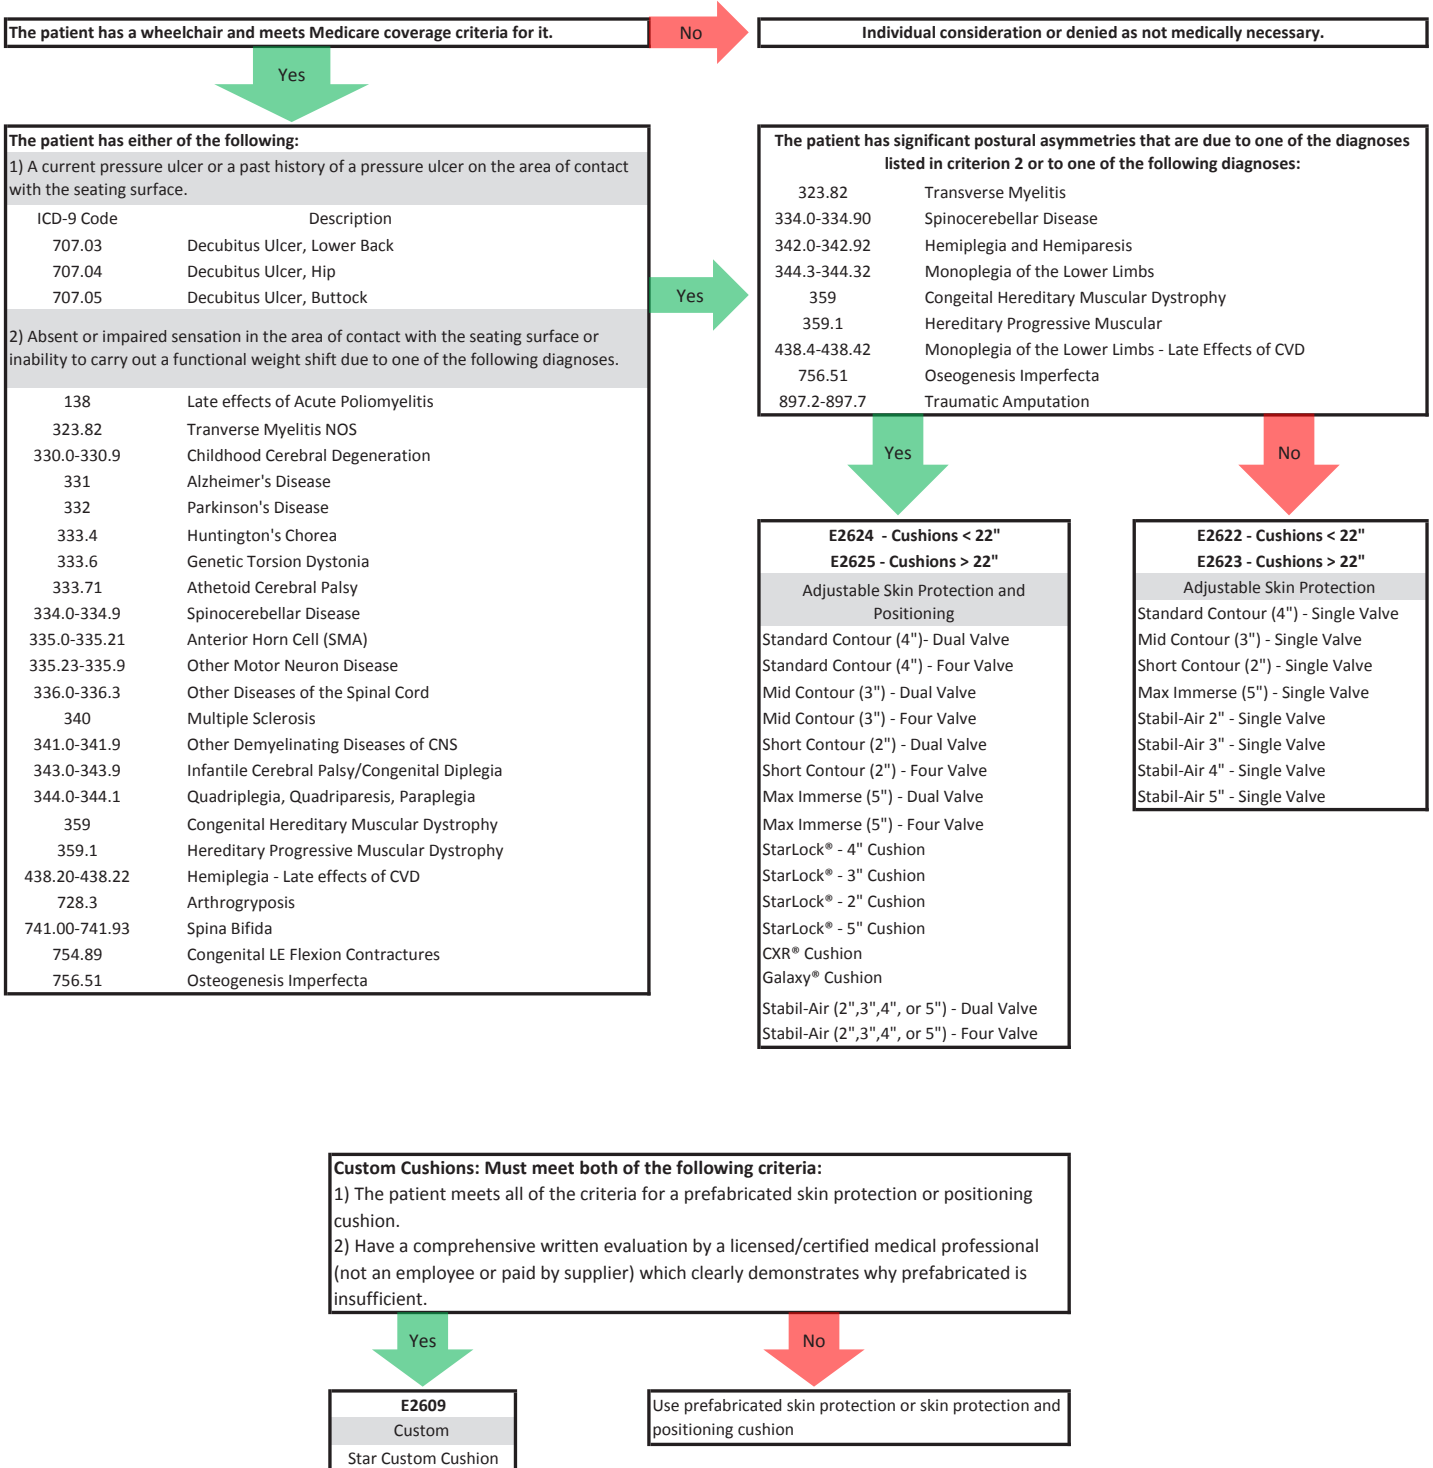 The patient has a wheelchair and meets Medicare coverage criteria for it.
No
Individual consideration or denied as not medically necessary.
Yes
The patient has either of the following:
1) A current pressure ulcer or a past history of a pressure ulcer on the area of contact
with the seating surface.
ICD-9 Code Description
707.03 Decubitus Ulcer, Lower Back
707.04 Decubitus Ulcer, Hip
707.05 Decubitus Ulcer, Buttock
2) Absent or impaired sensation in the area of contact with the seating surface or
inability to carry out a functional weight shift due to one of the following diagnoses.
138 Late effects of Acute Poliomyelitis
323.82 Tranverse Myelitis NOS
330.0-330.9 Childhood Cerebral Degeneration
331 Alzheimer's Disease
332 Parkinson's Disease
333.4 Huntington's Chorea
333.6 Genetic Torsion Dystonia
333.71 Athetoid Cerebral Palsy
334.0-334.9 Spinocerebellar Disease
335.0-335.21 Anterior Horn Cell (SMA)
335.23-335.9 Other Motor Neuron Disease
336.0-336.3 Other Diseases of the Spinal Cord
340 Multiple Sclerosis
341.0-341.9 Other Demyelinating Diseases of CNS
343.0-343.9 Infantile Cerebral Palsy/Congenital Diplegia
344.0-344.1 Quadriplegia, Quadriparesis, Paraplegia
359 Congenital Hereditary Muscular Dystrophy
359.1 Hereditary Progressive Muscular Dystrophy
438.20-438.22 Hemiplegia - Late effects of CVD
728.3 Arthrogryposis
741.00-741.93 Spina Bifida
754.89 Congenital LE Flexion Contractures
756.51 Osteogenesis Imperfecta
Yes
The patient has significant postural asymmetries that are due to one of the diagnoses
listed in criterion 2 or to one of the following diagnoses:
323.82 Transverse Myelitis
334.0-334.90 Spinocerebellar Disease
342.0-342.92 Hemiplegia and Hemiparesis
344.3-344.32 Monoplegia of the Lower Limbs
359 Congeital Hereditary Muscular Dystrophy
359.1 Hereditary Progressive Muscular
438.4-438.42 Monoplegia of the Lower Limbs - Late Effects of CVD
756.51 Oseogenesis Imperfecta
897.2-897.7 Traumatic Amputation
Yes
No
E2624 - Cushions < 22"
E2625 - Cushions > 22"
Adjustable Skin Protection and
Positioning
Standard Contour (4")- Dual Valve
Standard Contour (4") - Four Valve
Mid Contour (3") - Dual Valve
Mid Contour (3") - Four Valve
Short Contour (2") - Dual Valve
Short Contour (2") - Four Valve
Max Immerse (5") - Dual Valve
Max Immerse (5") - Four Valve
StarLock® - 4" Cushion
StarLock® - 3" Cushion
StarLock® - 2" Cushion
StarLock® - 5" Cushion
CXR® Cushion
Galaxy® Cushion
Stabil-Air (2",3",4", or 5") - Dual Valve
Stabil-Air (2",3",4", or 5") - Four Valve
E2622 - Cushions < 22"
E2623 - Cushions > 22"
Adjustable Skin Protection
Standard Contour (4") - Single Valve
Mid Contour (3") - Single Valve
Short Contour (2") - Single Valve
Max Immerse (5") - Single Valve
Stabil-Air 2" - Single Valve
Stabil-Air 3" - Single Valve
Stabil-Air 4" - Single Valve
Stabil-Air 5" - Single Valve
Custom Cushions: Must meet both of the following criteria:
1) The patient meets all of the criteria for a prefabricated skin protection or positioning
cushion.
2) Have a comprehensive written evaluation by a licensed/certified medical professional
(not an employee or paid by supplier) which clearly demonstrates why prefabricated is
insufficient.
Yes
No
E2609
Custom
Star Custom Cushion
Use prefabricated skin protection or skin protection and
positioning cushion